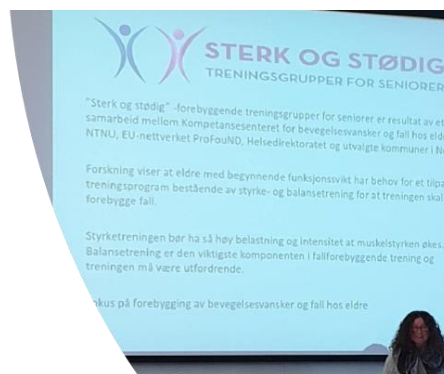 STERK OG STØDIG
TRENINGSGRUPPER FOR SENIORER
"Sterk og stødig" -forebyggende treningsgrupper for seniorer er resultat av et
samarbeid mellom Kompetansesenteret for bevegelsesvansker og fall hos
NTNU, EU-nettverket ProFouND, Helsedirektoratet og utvalgte kommuner i
Forskning viser at eldre med begynnende funksjonssvikt har behov for et
treningsprogram bestående av styrke- og balansetrening for at treningen skal
forebygge fall.
Styrketreningen bør ha så høy belastning og intensitet at muskelstyrken økes.
Balansetrening er den viktigste komponenten i fallforebyggende trening og
treningen må være utfordrende.
på forebygging av bevegelsesvansker og fall hos eldre